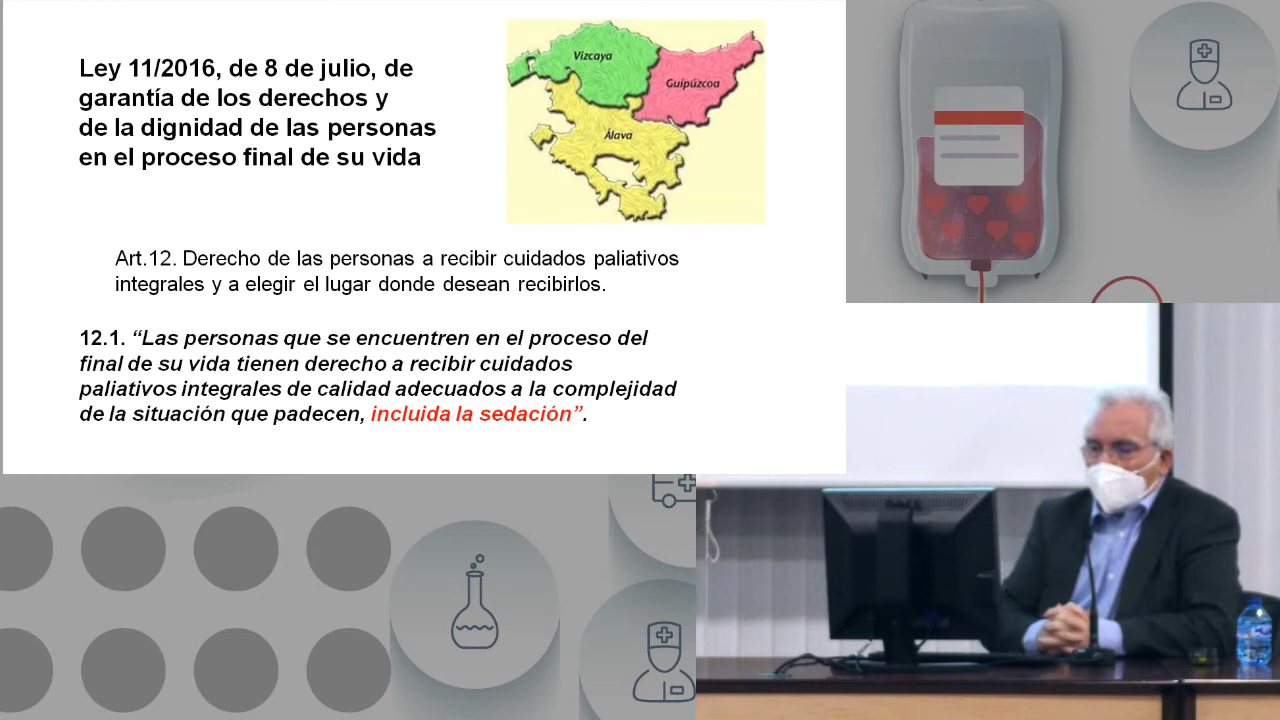 Ley 11/2016, de 8 de julio, de
garantía de los derechos y
de la dignidad de las personas
en el proceso final de su vida
Vizcaya
Guipúzcoa
Álava
Art.12. Derecho de las personas a recibir cuidados paliativos
integrales y a elegir el lugar donde desean recibirlos.
12.1. “Las personas que se encuentren en el proceso del
final de su vida tienen derecho a recibir cuidados
paliativos integrales de calidad adecuados a la complejidad
de la situación que padecen, incluida la sedación”.